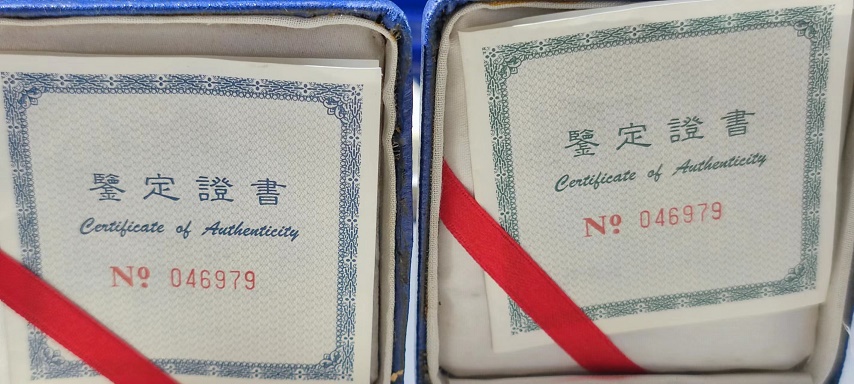 鑒定證書
Certificate of Authenticity
Nº 046979
鑒定證書
Certificate of Authenticity
Nº 046979